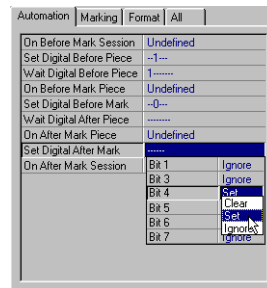 Automation Marking Format All
On Before Mark Session Undefined
Set Digital Before Piece --1---
Wait Digital Before Piece 1-------
On Before Mark Piece Undefined
Set Digital Before Mark --0---
Wait Digital After Piece --------
On After Mark Piece Undefined
Set Digital After Mark ------
On After Mark Session Bit 1 Ignore
Bit 3 Ignore
Bit 4 Set
Clear
Bit 5 Set
Bit 6 Ignore
Bit 7 Ignore